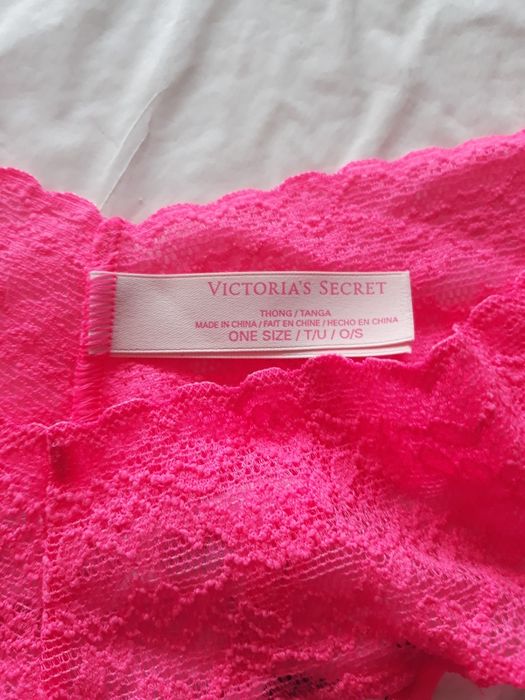 VICTORIA'S SECRET
THONG / TANGA
MADE IN CHINA / FAIT EN CHINE / HECHO EN CHINA
ONE SIZE / T/U / O/S